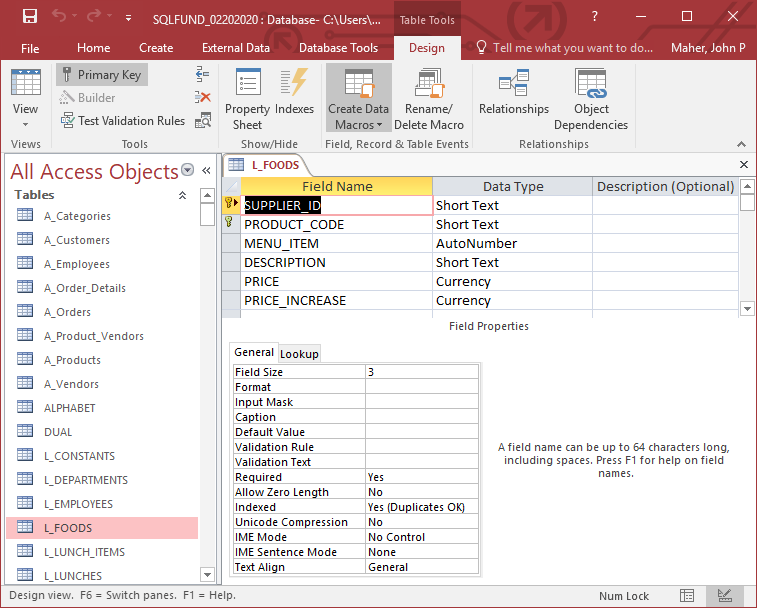 SQLFUND_02202020 : Database- C:\Users\... Table Tools ?
File Home Create External Data Database Tools Design Tell me what you want to do... Maher, John P
View
Views
Primary Key
Builder
Test Validation Rules
Tools
Property Sheet
Indexes
Show/Hide
Create Data Macros
Rename/ Delete Macro
Field, Record & Table Events
Relationships
Object Dependencies
Relationships
All Access Objects
Tables
A_Categories
A_Customers
A_Employees
A_Order_Details
A_Orders
A_Product_Vendors
A_Products
A_Vendors
ALPHABET
DUAL
L_CONSTANTS
L_DEPARTMENTS
L_EMPLOYEES
L_FOODS
L_LUNCH_ITEMS
L_LUNCHES
L_FOODS
Field Name Data Type Description (Optional)
SUPPLIER_ID Short Text
PRODUCT_CODE Short Text
MENU_ITEM AutoNumber
DESCRIPTION Short Text
PRICE Currency
PRICE_INCREASE Currency
Field Properties
General Lookup
Field Size 3
Format
Input Mask
Caption
Default Value
Validation Rule
Validation Text
Required Yes
Allow Zero Length No
Indexed Yes (Duplicates OK)
Unicode Compression No
IME Mode No Control
IME Sentence Mode None
Text Align General
A field name can be up to 64 characters long,
including spaces. Press F1 for help on field
names.
Design view. F6 = Switch panes. F1 = Help. Num Lock